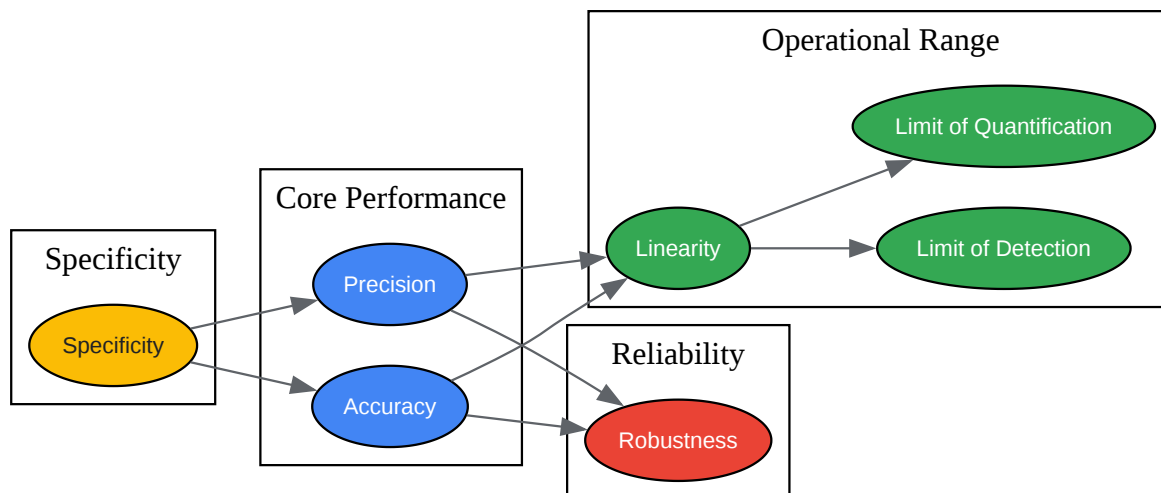 Specificity
Specificity
Core Performance
Precision
Accuracy
Operational Range
Limit of Quantification
Linearity
Limit of Detection
Reliability
Robustness